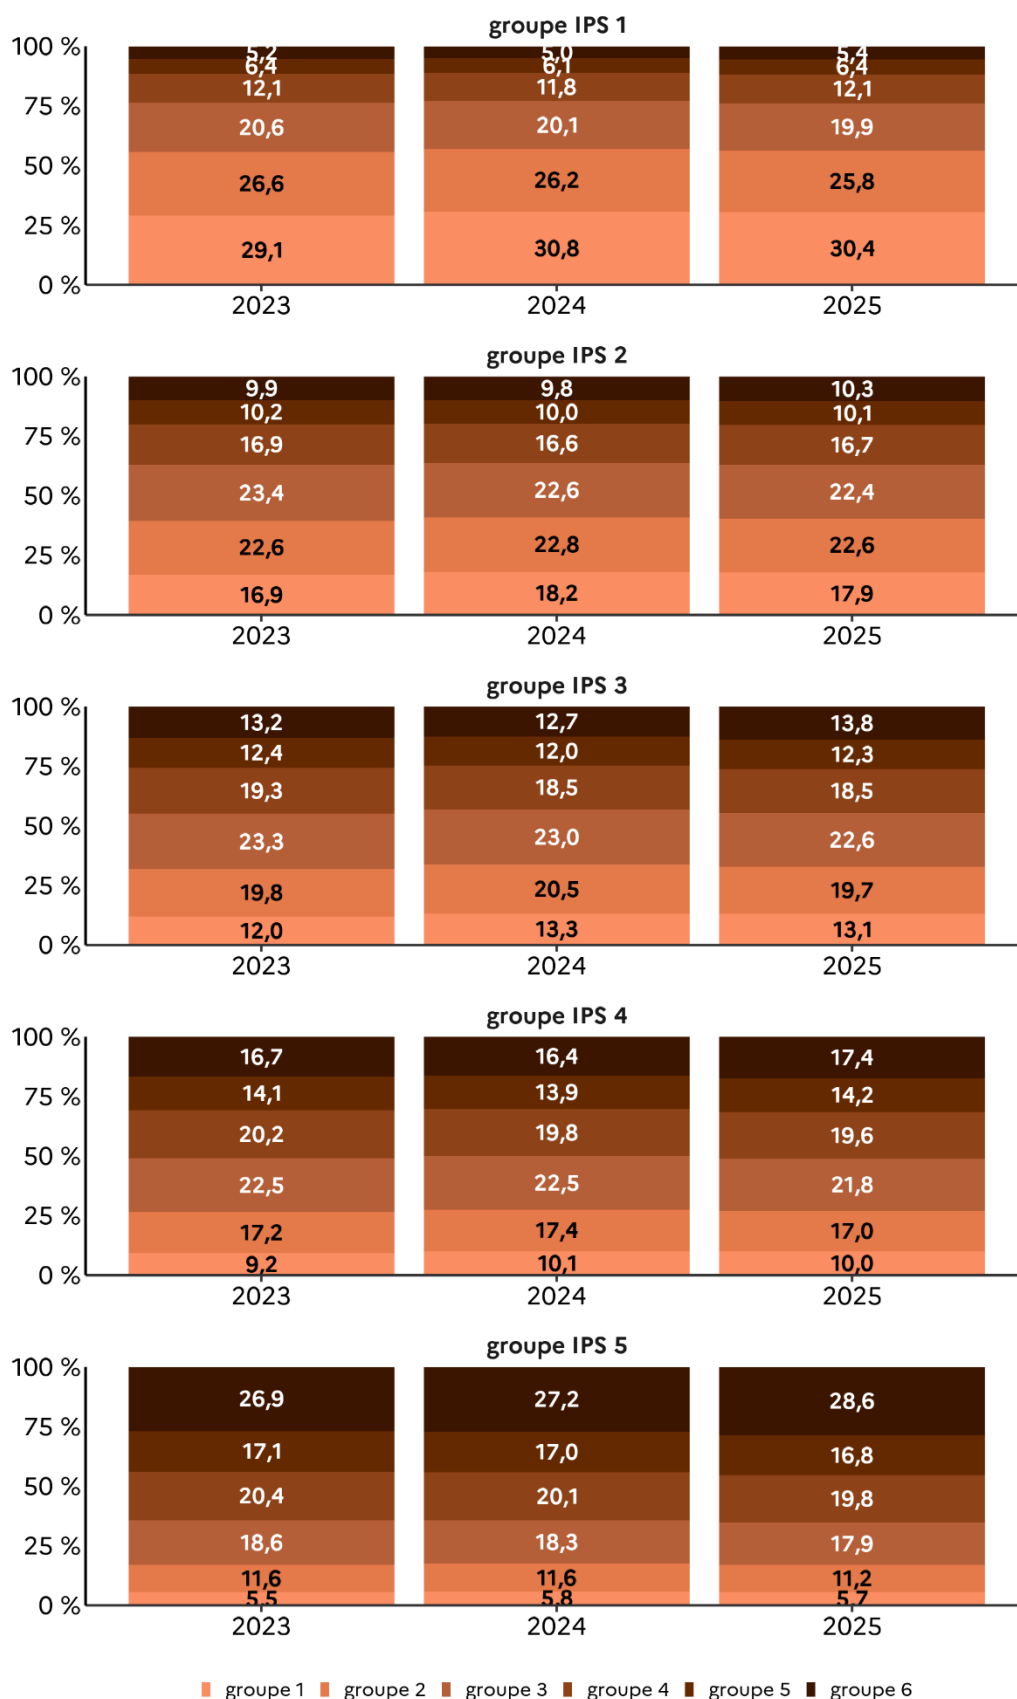 groupe IPS 1
100 %
5,2 5,0 5,4
6,4 6,1 6,4
12,1 11,8 12,1
75 %
20,6 20,1 19,9
50 %
26,6 26,2 25,8
25 %
29,1 30,8 30,4
0 %
2023 2024 2025
groupe IPS 2
100 %
9,9 9,8 10,3
10,2 10,0 10,1
75 %
16,9 16,6 16,7
50 %
23,4 22,6 22,4
22,6 22,8 22,6
25 %
16,9 18,2 17,9
0 %
2023 2024 2025
groupe IPS 3
100 %
13,2 12,7 13,8
12,4 12,0 12,3
75 %
19,3 18,5 18,5
50 %
23,3 23,0 22,6
25 %
19,8 20,5 19,7
12,0 13,3 13,1
0 %
2023 2024 2025
groupe IPS 4
100 %
16,7 16,4 17,4
75 %
14,1 13,9 14,2
20,2 19,8 19,6
50 %
22,5 22,5 21,8
25 %
17,2 17,4 17,0
9,2 10,1 10,0
0 %
2023 2024 2025
groupe IPS 5
100 %
26,9 27,2 28,6
75 %
17,1 17,0 16,8
50 %
20,4 20,1 19,8
25 %
18,6 18,3 17,9
11,6 11,6 11,2
5,5 5,8 5,7
0 %
2023 2024 2025
groupe 1 groupe 2 groupe 3 groupe 4 groupe 5 groupe 6